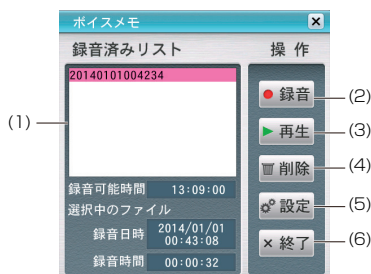 ボイスメモ
録音済みリスト
操作
20140101004234
(1)
録音
(2)
再生
(3)
削除
(4)
設定
(5)
終了
(6)
録音可能時間 13:09:00
選択中のファイル
録音日時 2014/01/01
00:43:08
録音時間 00:00:32